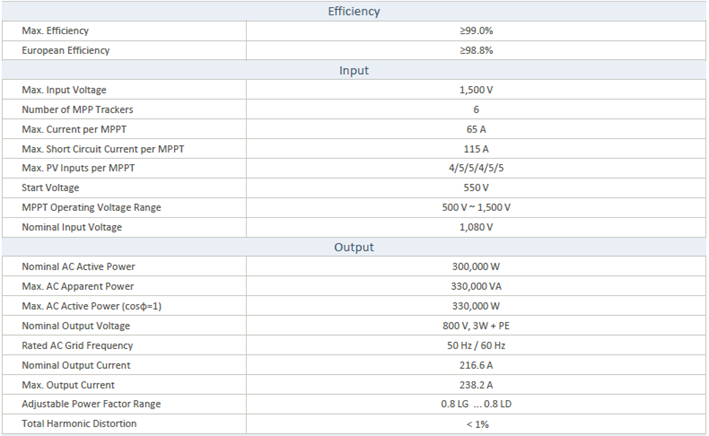 Efficiency
Max. Efficiency ≥99.0%
European Efficiency ≥98.8%
Input
Max. Input Voltage 1,500 V
Number of MPP Trackers 6
Max. Current per MPPT 65 A
Max. Short Circuit Current per MPPT 115 A
Max. PV Inputs per MPPT 4/5/5/4/5/5
Start Voltage 550 V
MPPT Operating Voltage Range 500 V ~ 1,500 V
Nominal Input Voltage 1,080 V
Output
Nominal AC Active Power 300,000 W
Max. AC Apparent Power 330,000 VA
Max. AC Active Power (cosϕ=1) 330,000 W
Nominal Output Voltage 800 V, 3W + PE
Rated AC Grid Frequency 50 Hz / 60 Hz
Nominal Output Current 216.6 A
Max. Output Current 238.2 A
Adjustable Power Factor Range 0.8 LG ... 0.8 LD
Total Harmonic Distortion < 1%